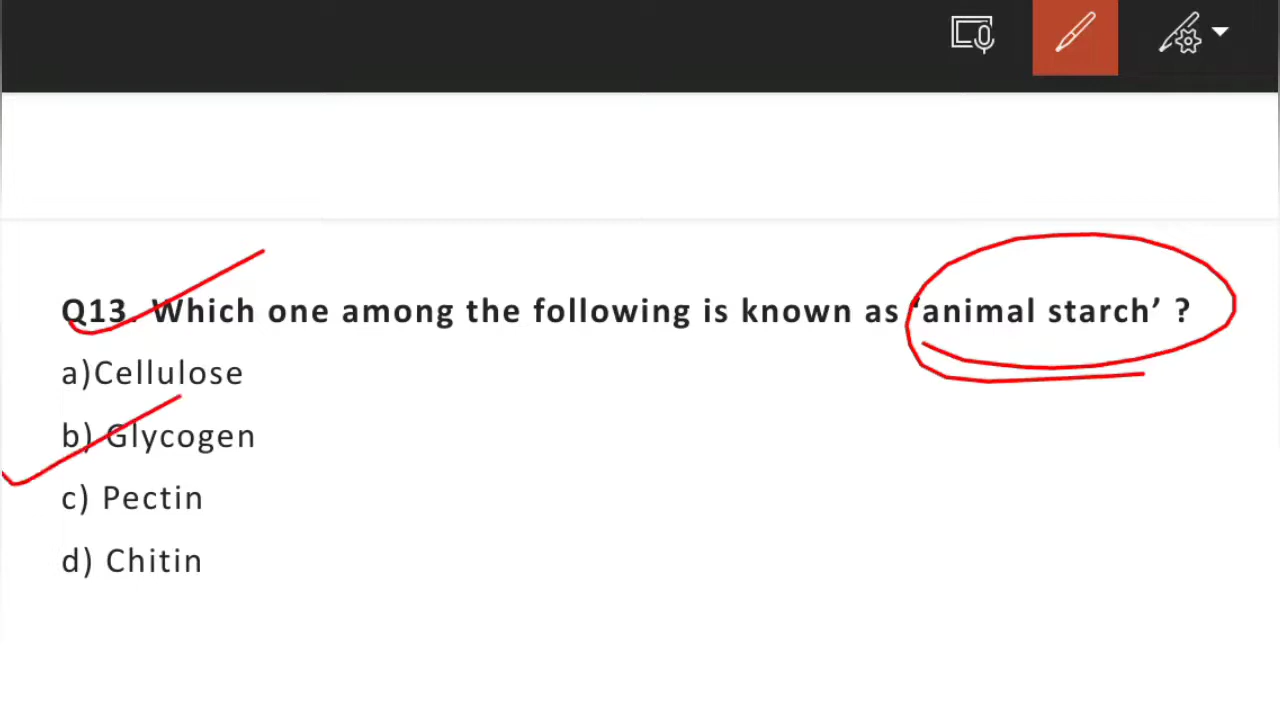 Q13. Which one among the following is known as ‘animal starch’ ?
a)Cellulose
b) Glycogen
c) Pectin
d) Chitin